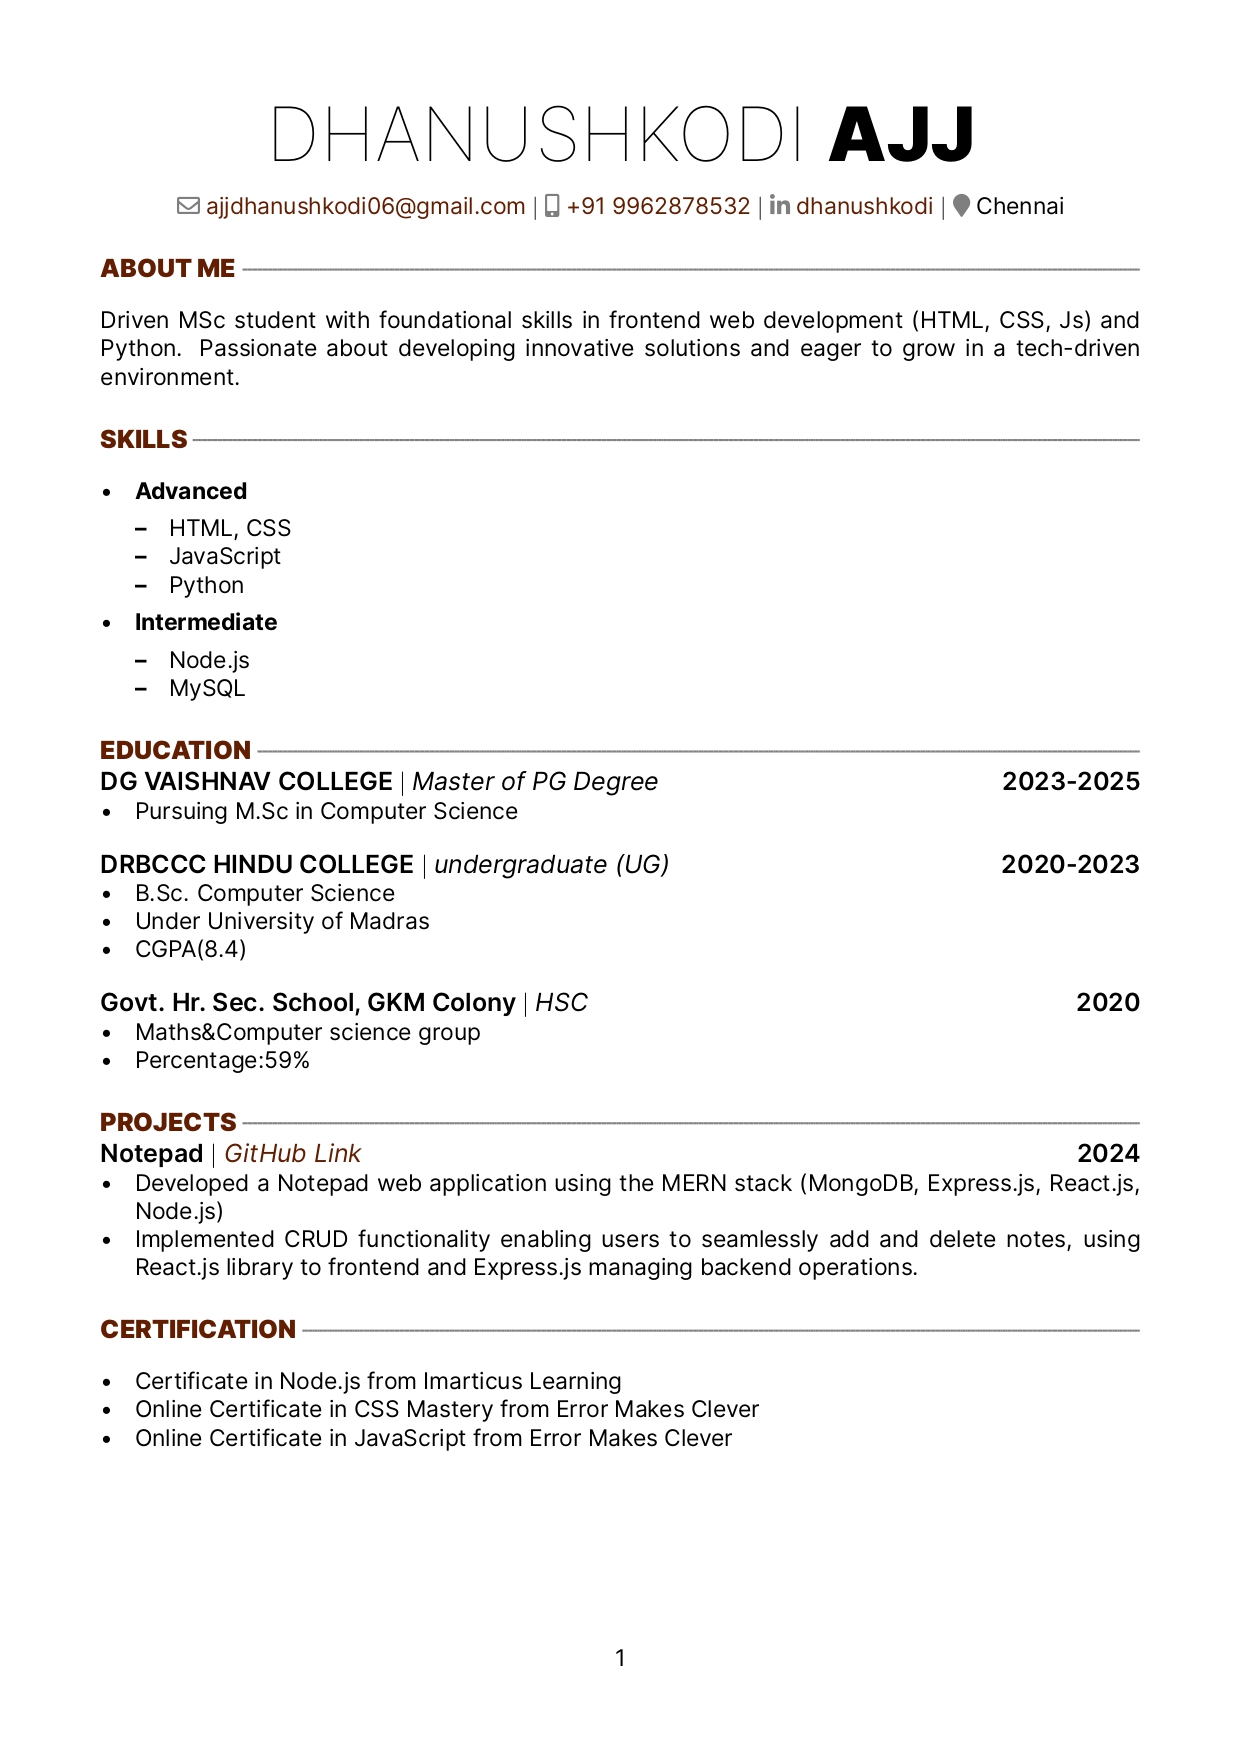 DHANUSHKODI AJJ
ajjdhanushkodi06@gmail.com | +91 9962878532 | dhanushkodi | Chennai
ABOUT ME
Driven MSc student with foundational skills in frontend web development (HTML, CSS, Js) and
Python. Passionate about developing innovative solutions and eager to grow in a tech-driven
environment.
SKILLS
• Advanced
– HTML, CSS
– JavaScript
– Python
• Intermediate
– Node.js
– MySQL
EDUCATION
DG VAISHNAV COLLEGE | Master of PG Degree 2023-2025
• Pursuing M.Sc in Computer Science
DRBCCC HINDU COLLEGE | undergraduate (UG) 2020-2023
• B.Sc. Computer Science
• Under University of Madras
• CGPA(8.4)
Govt. Hr. Sec. School, GKM Colony | HSC 2020
• Maths&Computer science group
• Percentage:59%
PROJECTS
Notepad | GitHub Link 2024
• Developed a Notepad web application using the MERN stack (MongoDB, Express.js, React.js,
Node.js)
• Implemented CRUD functionality enabling users to seamlessly add and delete notes, using
React.js library to frontend and Express.js managing backend operations.
CERTIFICATION
• Certificate in Node.js from Imarticus Learning
• Online Certificate in CSS Mastery from Error Makes Clever
• Online Certificate in JavaScript from Error Makes Clever
1